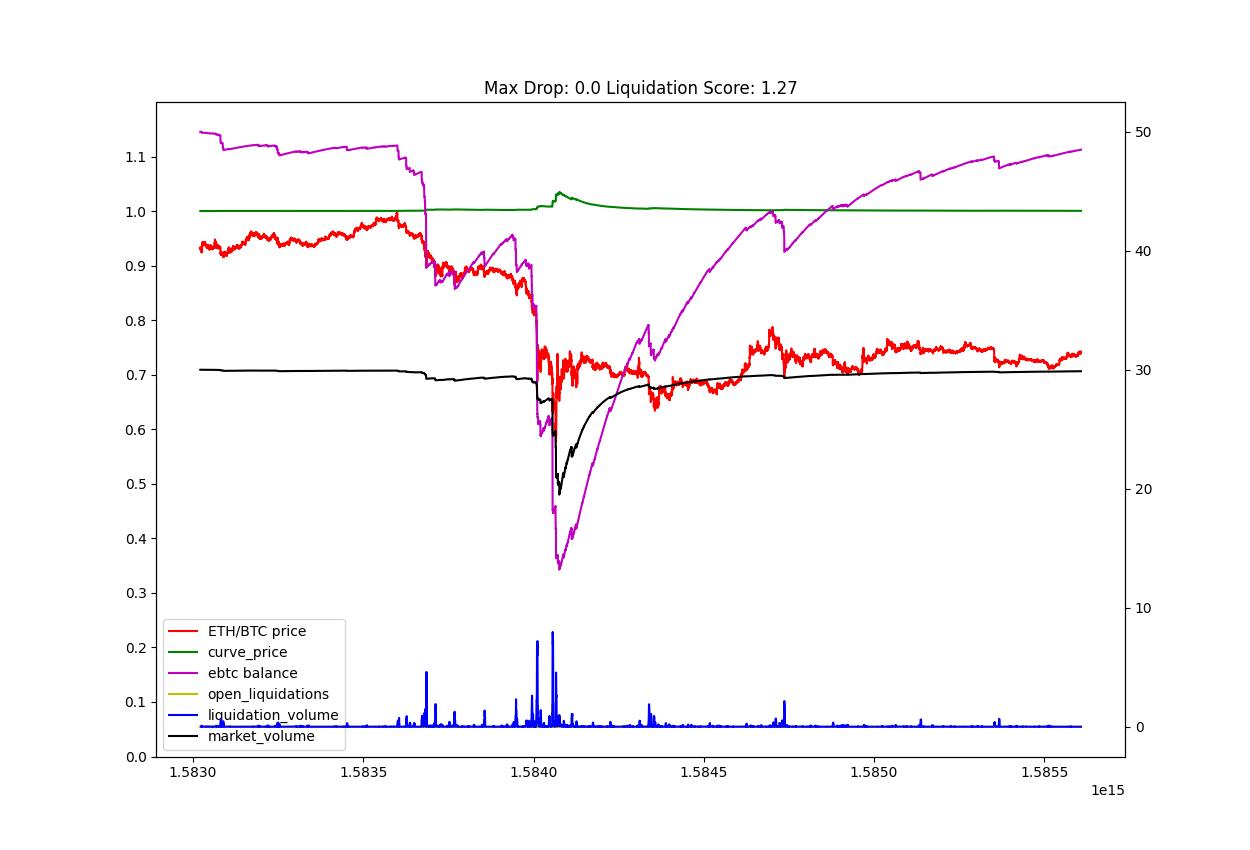 Max Drop: 0.0 Liquidation Score: 1.27
1.1
1.0
0.9
0.8
0.7
0.6
0.5
0.4
0.3
0.2
0.1
0.0
50
40
30
20
10
0
ETH/BTC price
curve_price
ebtc balance
open_liquidations
liquidation_volume
market_volume
1.5830 1.5835 1.5840 1.5845 1.5850 1.5855
1e15